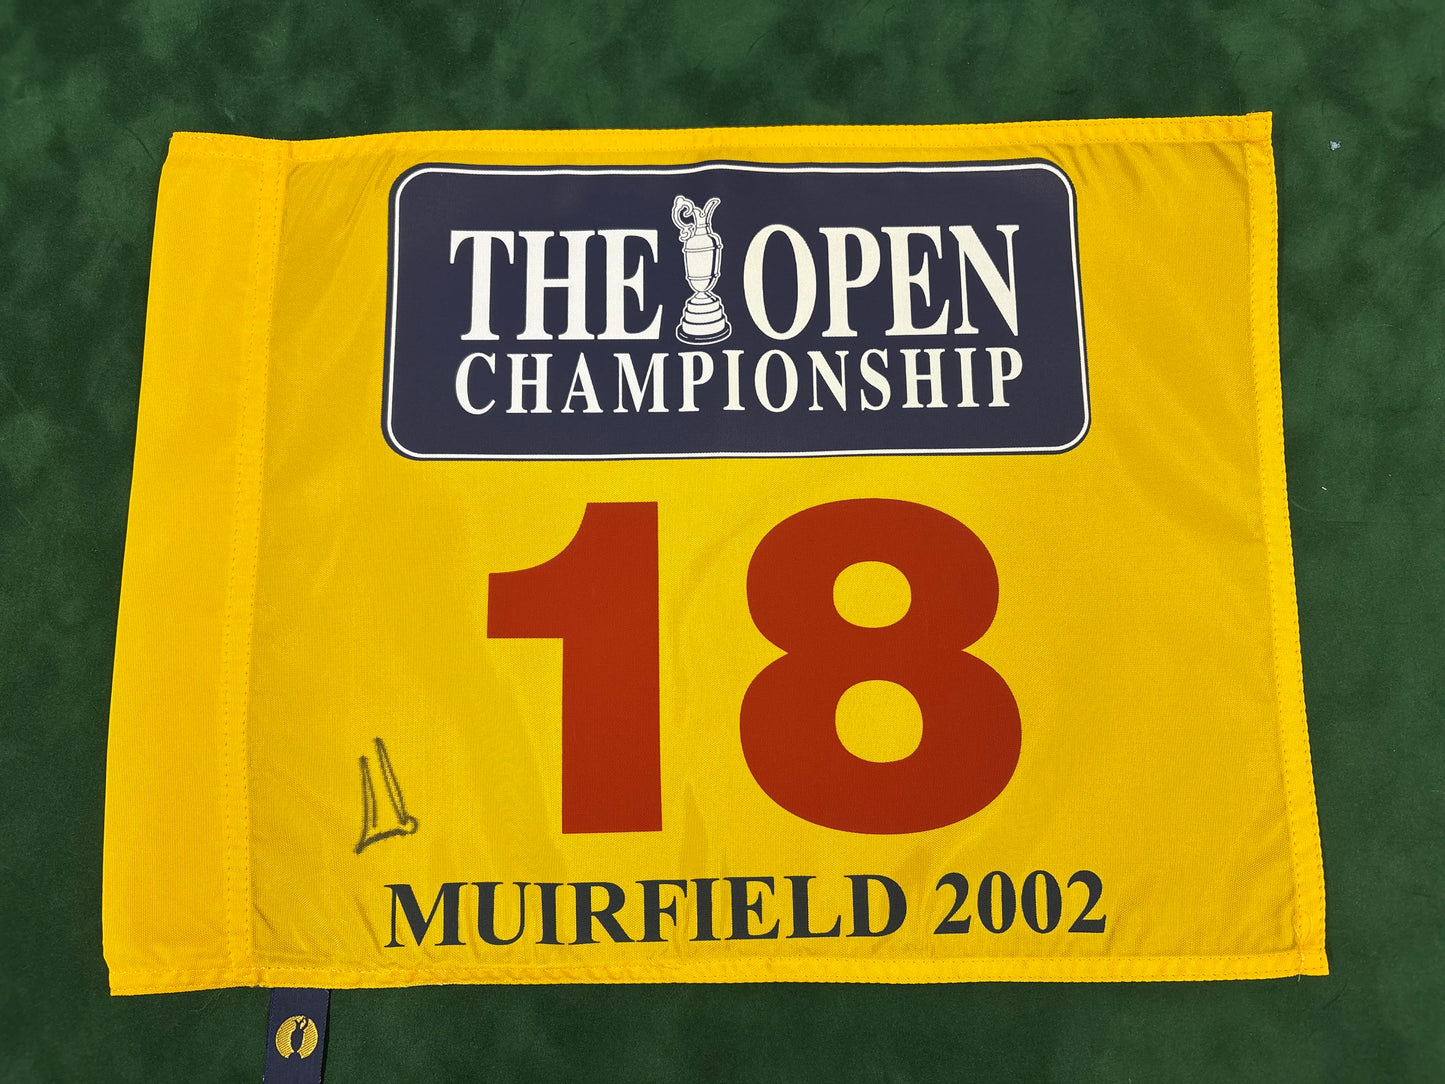 THE OPEN
CHAMPIONSHIP
18
MUIRFIELD 2002